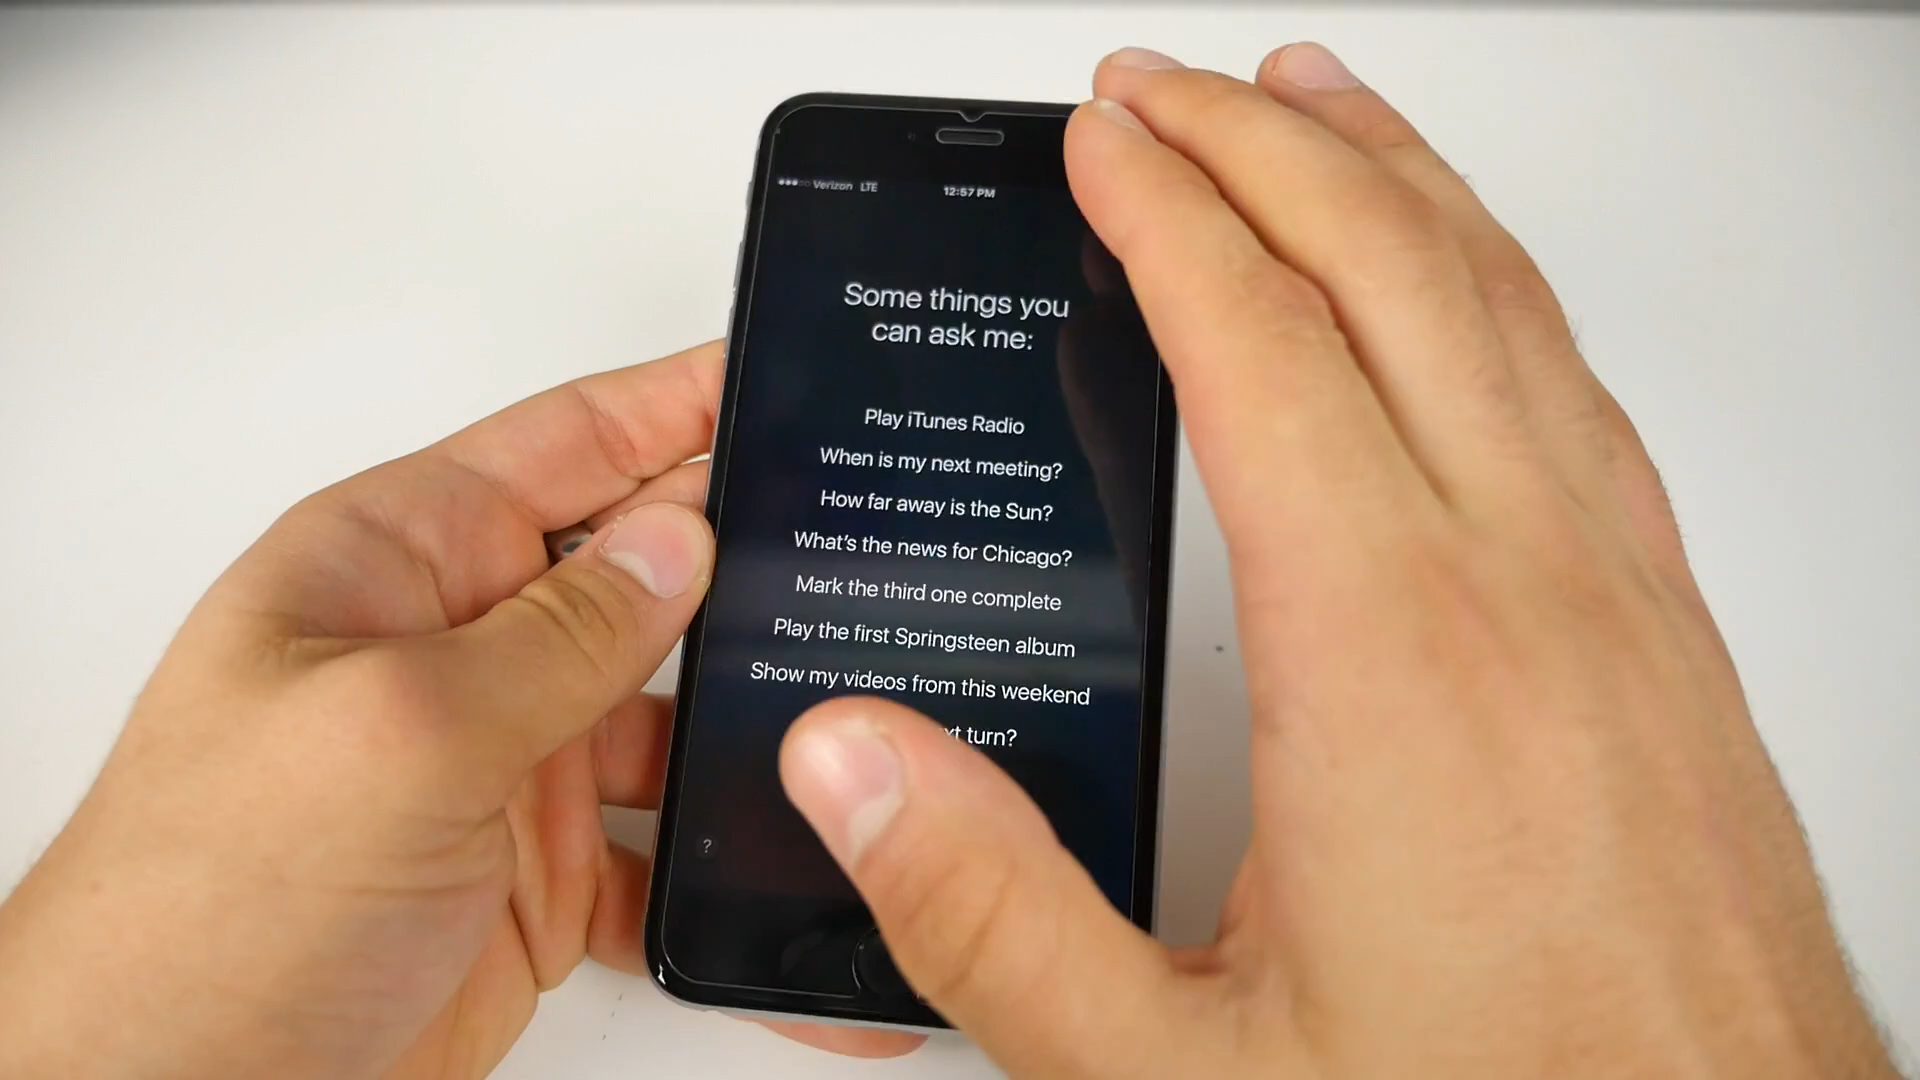 Verizon LTE
12:57 PM
Some things you
can ask me:
Play iTunes Radio
When is my next meeting?
How far away is the Sun?
What's the news for Chicago?
Mark the third one complete
Play the first Springsteen album
Show my videos from this weekend
turn?
?